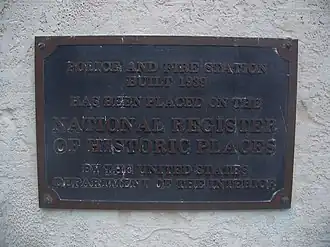 POLICE AND FIRE STATION
BUILT 1939
HAS BEEN PLACED ON THE
NATIONAL REGISTER
OF HISTORIC PLACES
BY THE UNITED STATES
DEPARTMENT OF THE INTERIOR